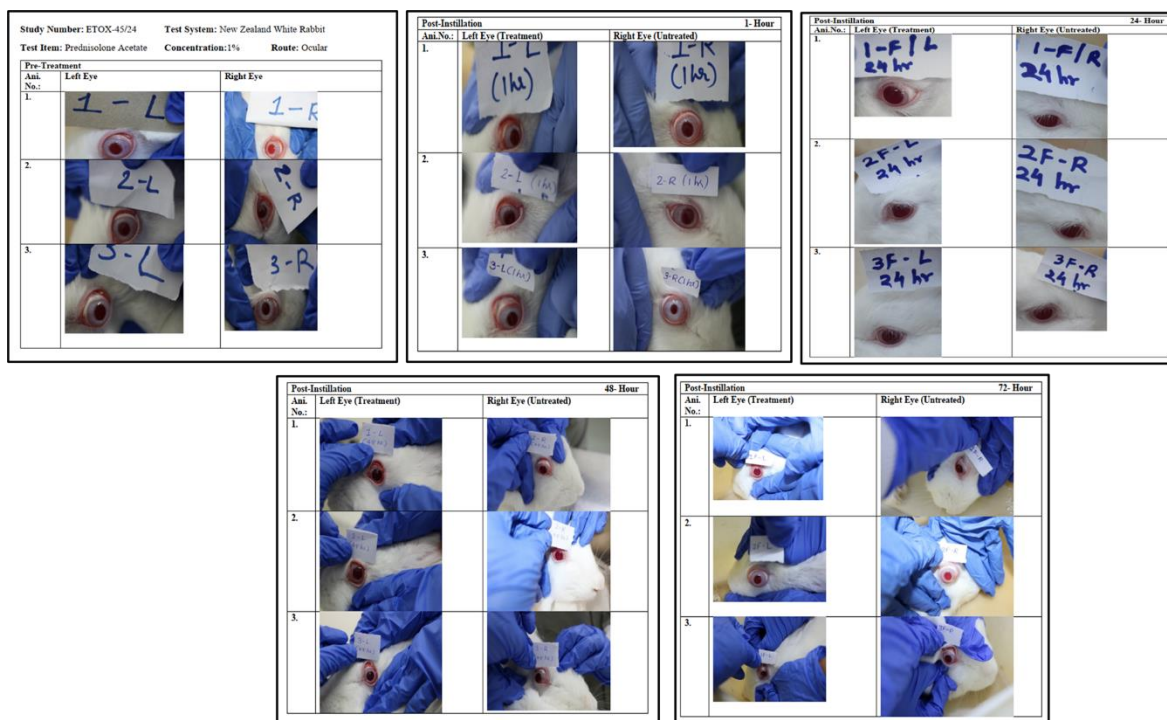 Study Number: ETOX-45/24 Test System: New Zealand White Rabbit
Test Item: Prednisolone Acetate Concentration:1% Route: Ocular
Pre-Treatment
Ani. No.: Left Eye Right Eye
1.
1-L
1-R
2.
2-L
2-R
3.
3-L
3-R
Post-Instillation 1- Hour
Ani.No.: Left Eye (Treatment) Right Eye (Untreated)
1.
1-L (1hr)
1-R (1hr)
2.
2-L (1hr)
2-R (1hr)
3.
3-L (1hr)
3-R (1hr)
Post-Instillation 24- Hour
Ani.No.: Left Eye (Treatment) Right Eye (Untreated)
1.
1-F/L
24 hr
1-F/R
24 hr
2.
2F-L
24 hr
2F-R
24 hr
3.
3F-L
24 hr
3F-R
24 hr
Post-Instillation 48- Hour
Ani. No.: Left Eye (Treatment) Right Eye (Untreated)
1.
2.
3.
Post-Instillation 72- Hour
Ani. No.: Left Eye (Treatment) Right Eye (Untreated)
1.
2.
2F-L
3.